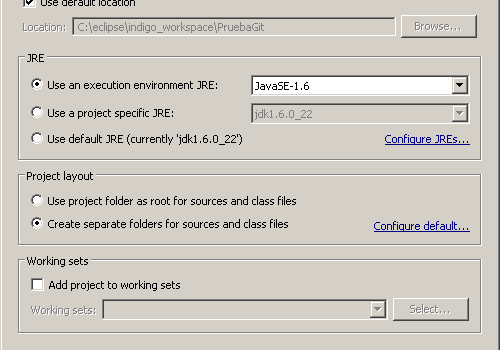 Use default location
Location: C:\eclipse\indigo_workspace\PruebaGit Browse...
JRE
Use an execution environment JRE: JavaSE-1.6
Use a project specific JRE: jdk1.6.0_22
Use default JRE (currently 'jdk1.6.0_22') Configure JREs...
Project layout
Use project folder as root for sources and class files
Create separate folders for sources and class files Configure default...
Working sets
Add project to working sets
Working sets: Select...